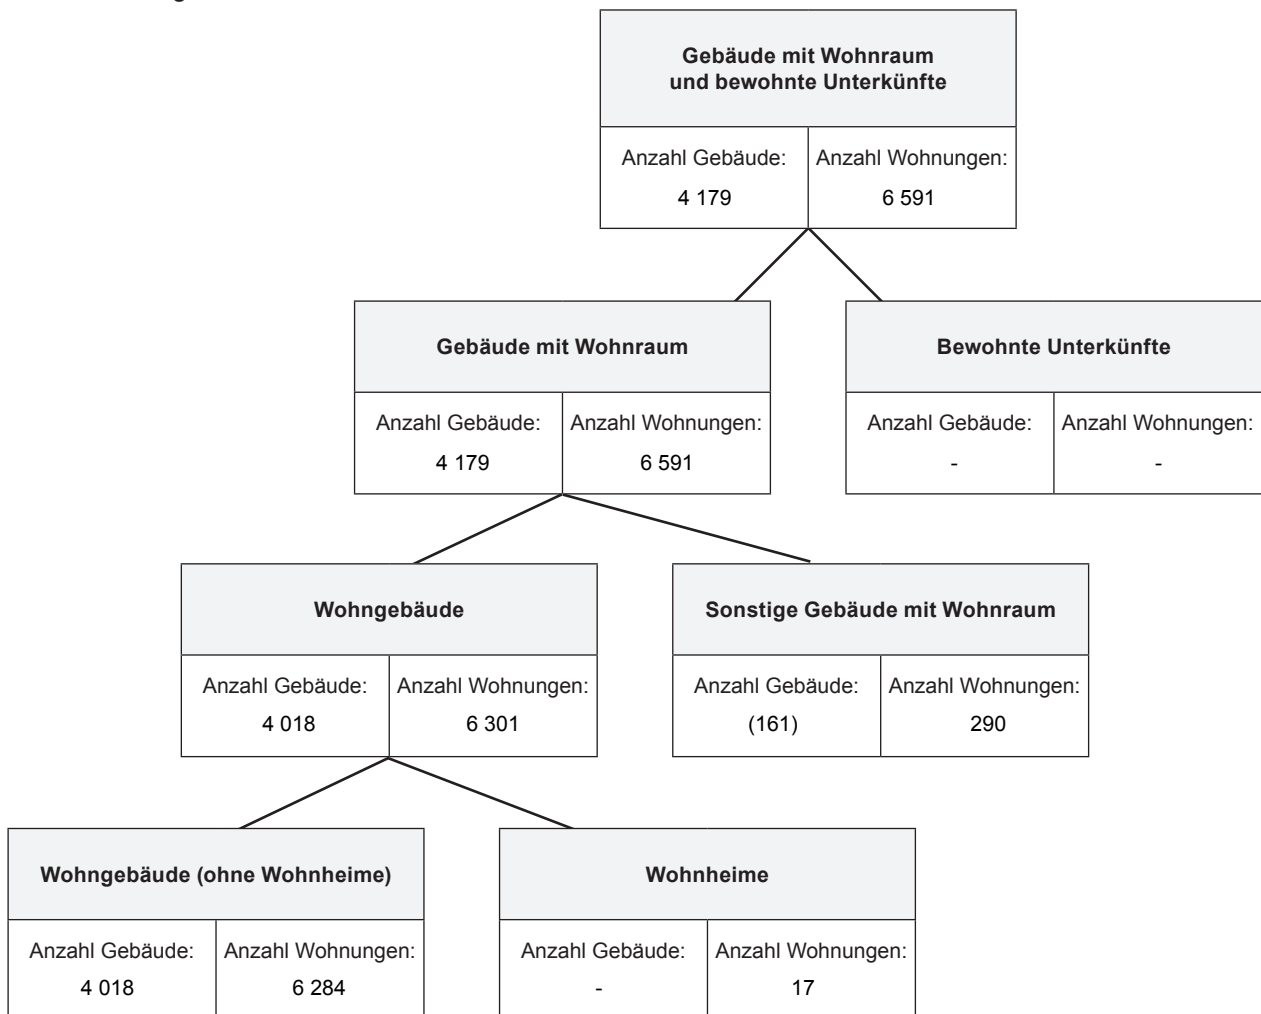 Gebäude mit Wohnraum
und bewohnte Unterkünfte
Anzahl Gebäude: Anzahl Wohnungen:
4 179 6 591
Gebäude mit Wohnraum
Anzahl Gebäude: Anzahl Wohnungen:
4 179 6 591
Bewohnte Unterkünfte
Anzahl Gebäude: Anzahl Wohnungen:
- -
Wohngebäude
Anzahl Gebäude: Anzahl Wohnungen:
4 018 6 301
Sonstige Gebäude mit Wohnraum
Anzahl Gebäude: Anzahl Wohnungen:
(161) 290
Wohngebäude (ohne Wohnheime)
Anzahl Gebäude: Anzahl Wohnungen:
4 018 6 284
Wohnheime
Anzahl Gebäude: Anzahl Wohnungen:
- 17